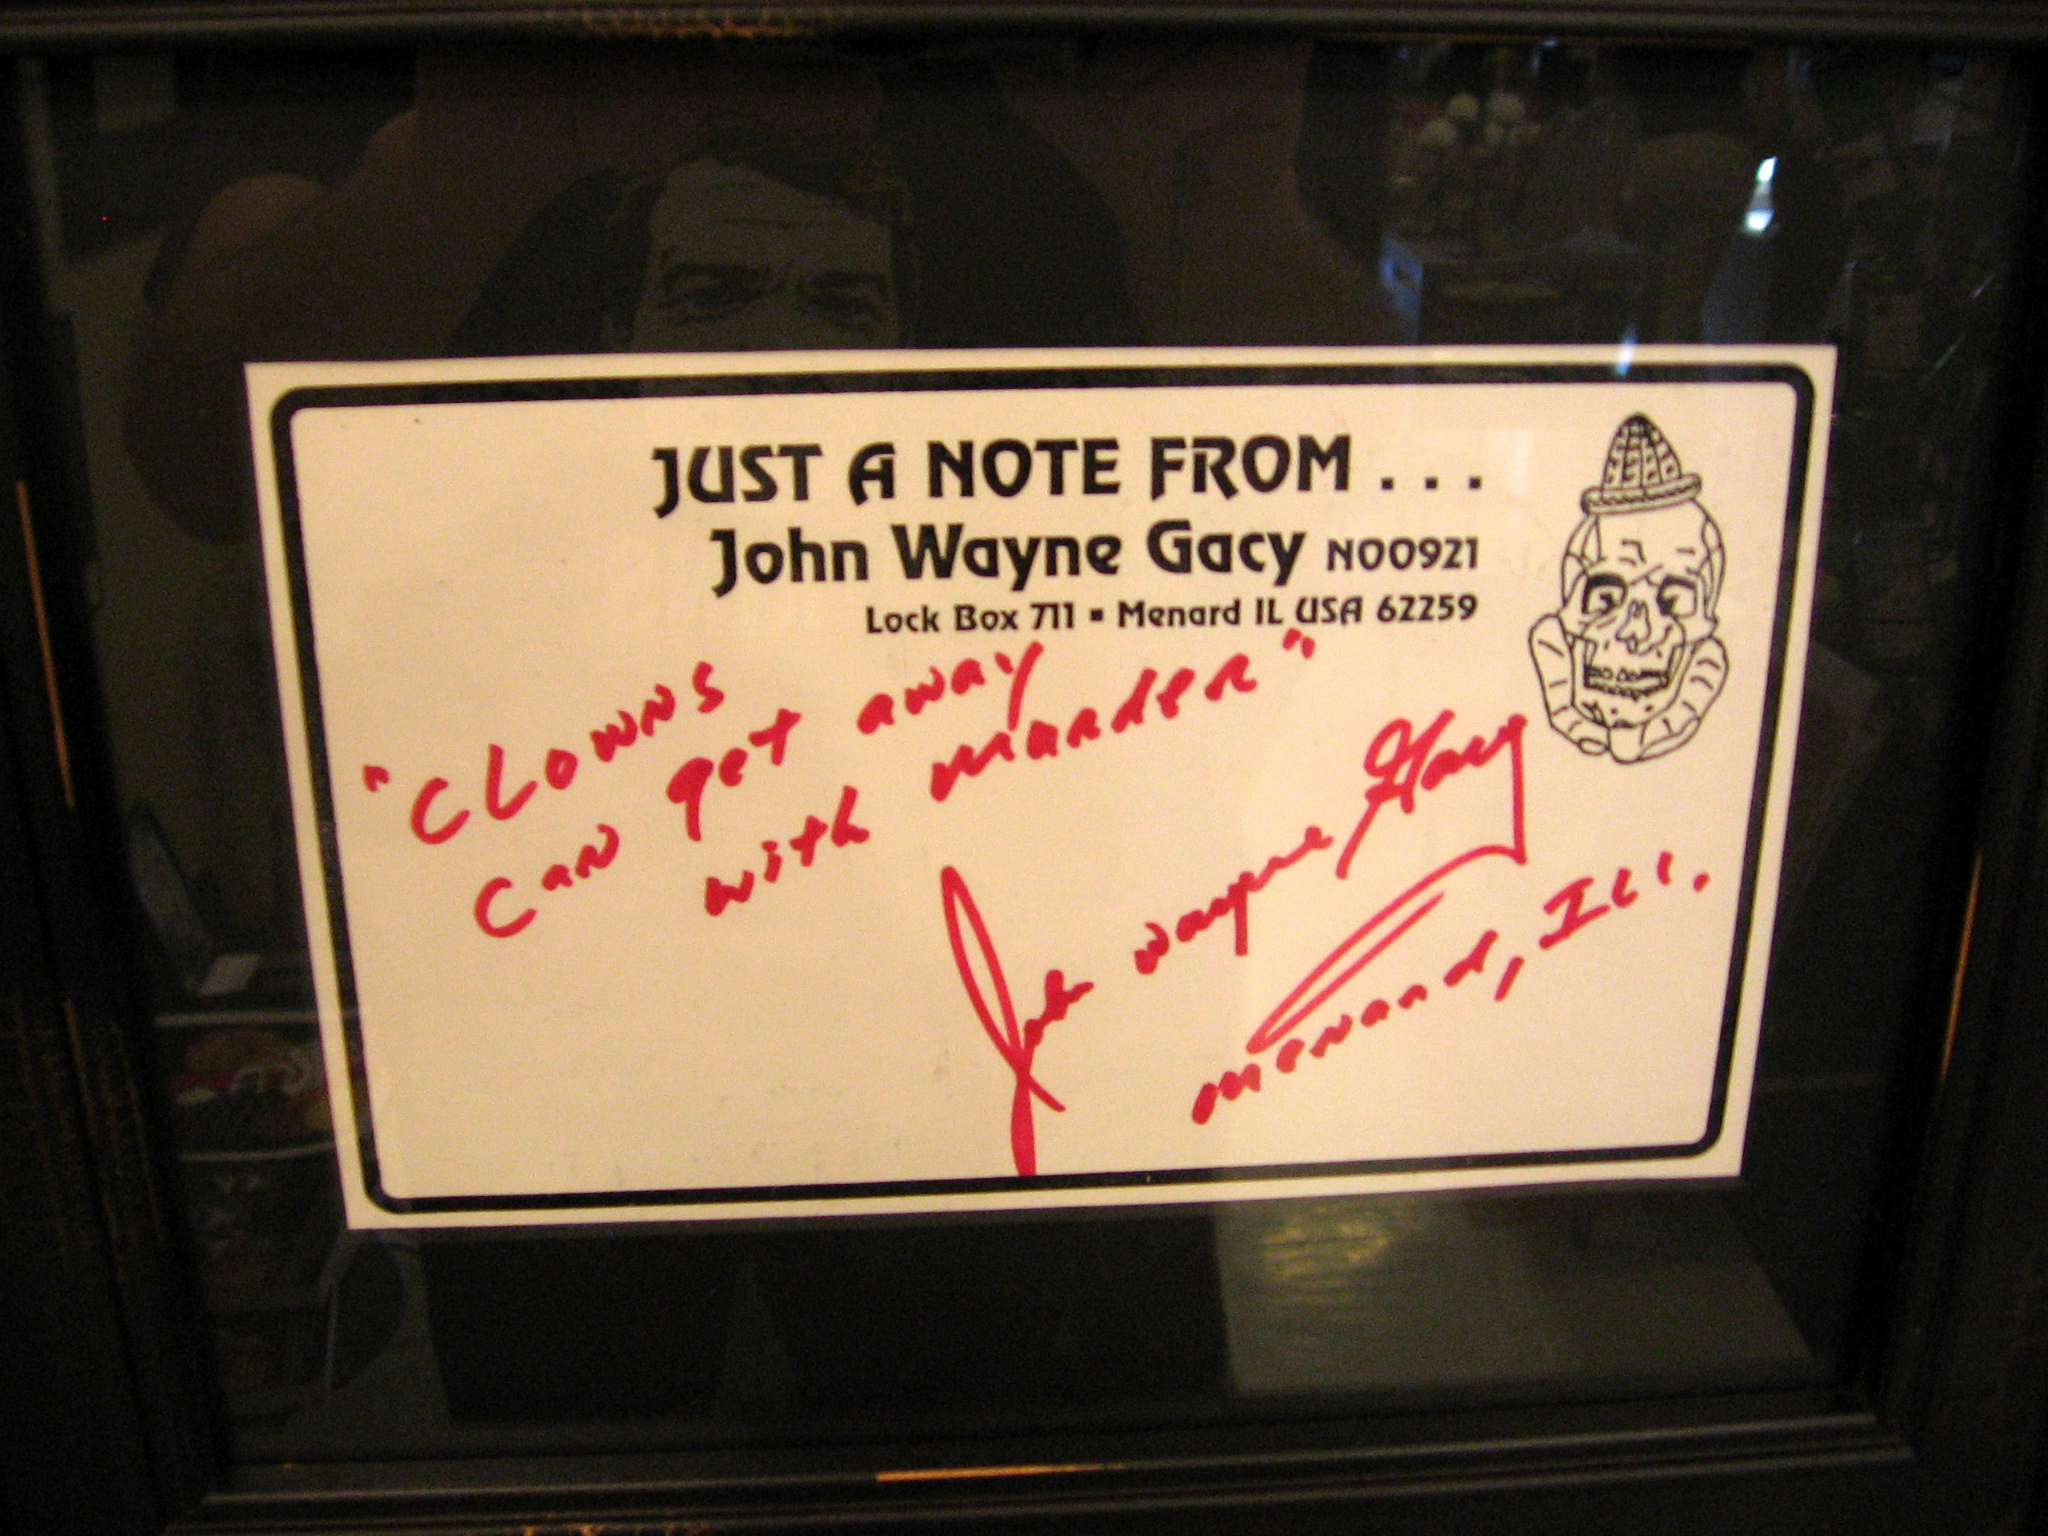 JUST A NOTE FROM . . .
John Wayne Gacy N00921
Lock Box 711 ▪ Menard IL USA 62259
"CLOWNS
CAN get away
with murder"
John Wayne Gacy
Menard, ILL.